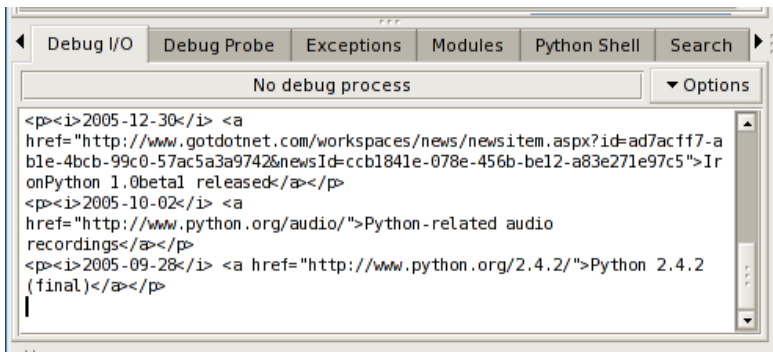 Debug I/O Debug Probe Exceptions Modules Python Shell Search
No debug process Options
<p><i>2005-12-30</i> <a
href="http://www.gotdotnet.com/workspaces/news/newsitem.aspx?id=ad7acff7-a
b1e-4bcb-99c0-57ac5a3a9742&newsId=ccb1841e-078e-456b-be12-a83e271e97c5">Ir
onPython 1.0beta1 released</a></p>
<p><i>2005-10-02</i> <a
href="http://www.python.org/audio/">Python-related audio
recordings</a></p>
<p><i>2005-09-28</i> <a href="http://www.python.org/2.4.2/">Python 2.4.2
(final)</a></p>